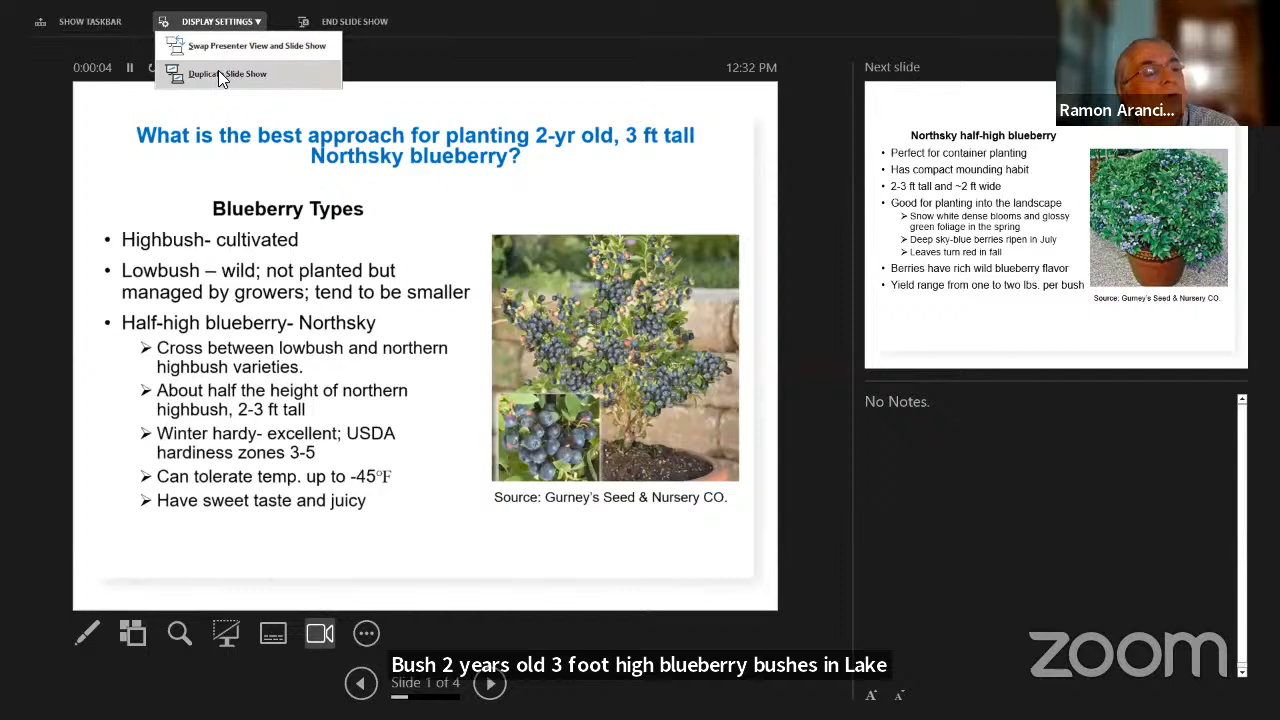 SHOW TASKBAR
DISPLAY SETTINGS ▼
END SLIDE SHOW
Swap Presenter View and Slide Show
Duplicate Slide Show
0:00:04
12:32 PM
What is the best approach for planting 2-yr old, 3 ft tall
Northsky blueberry?
Blueberry Types
• Highbush- cultivated
• Lowbush – wild; not planted but
managed by growers; tend to be smaller
• Half-high blueberry- Northsky
➢ Cross between lowbush and northern
highbush varieties.
➢ About half the height of northern
highbush, 2-3 ft tall
➢ Winter hardy- excellent; USDA
hardiness zones 3-5
➢ Can tolerate temp. up to -45°F
➢ Have sweet taste and juicy
Source: Gurney's Seed & Nursery CO.
Next slide
Ramon Aranci...
Northsky half-high blueberry
• Perfect for container planting
• Has compact mounding habit
• 2-3 ft tall and ~2 ft wide
• Good for planting into the landscape
➢ Snow white dense blooms and glossy
green foliage in the spring
➢ Deep sky-blue berries ripen in July
➢ Leaves turn red in fall
• Berries have rich wild blueberry flavor
• Yield range from one to two lbs. per bush
Source: Gurney's Seed & Nursery CO.
No Notes.
Bush 2 years old 3 foot high blueberry bushes in Lake
Slide 1 of 4
A A
zoom